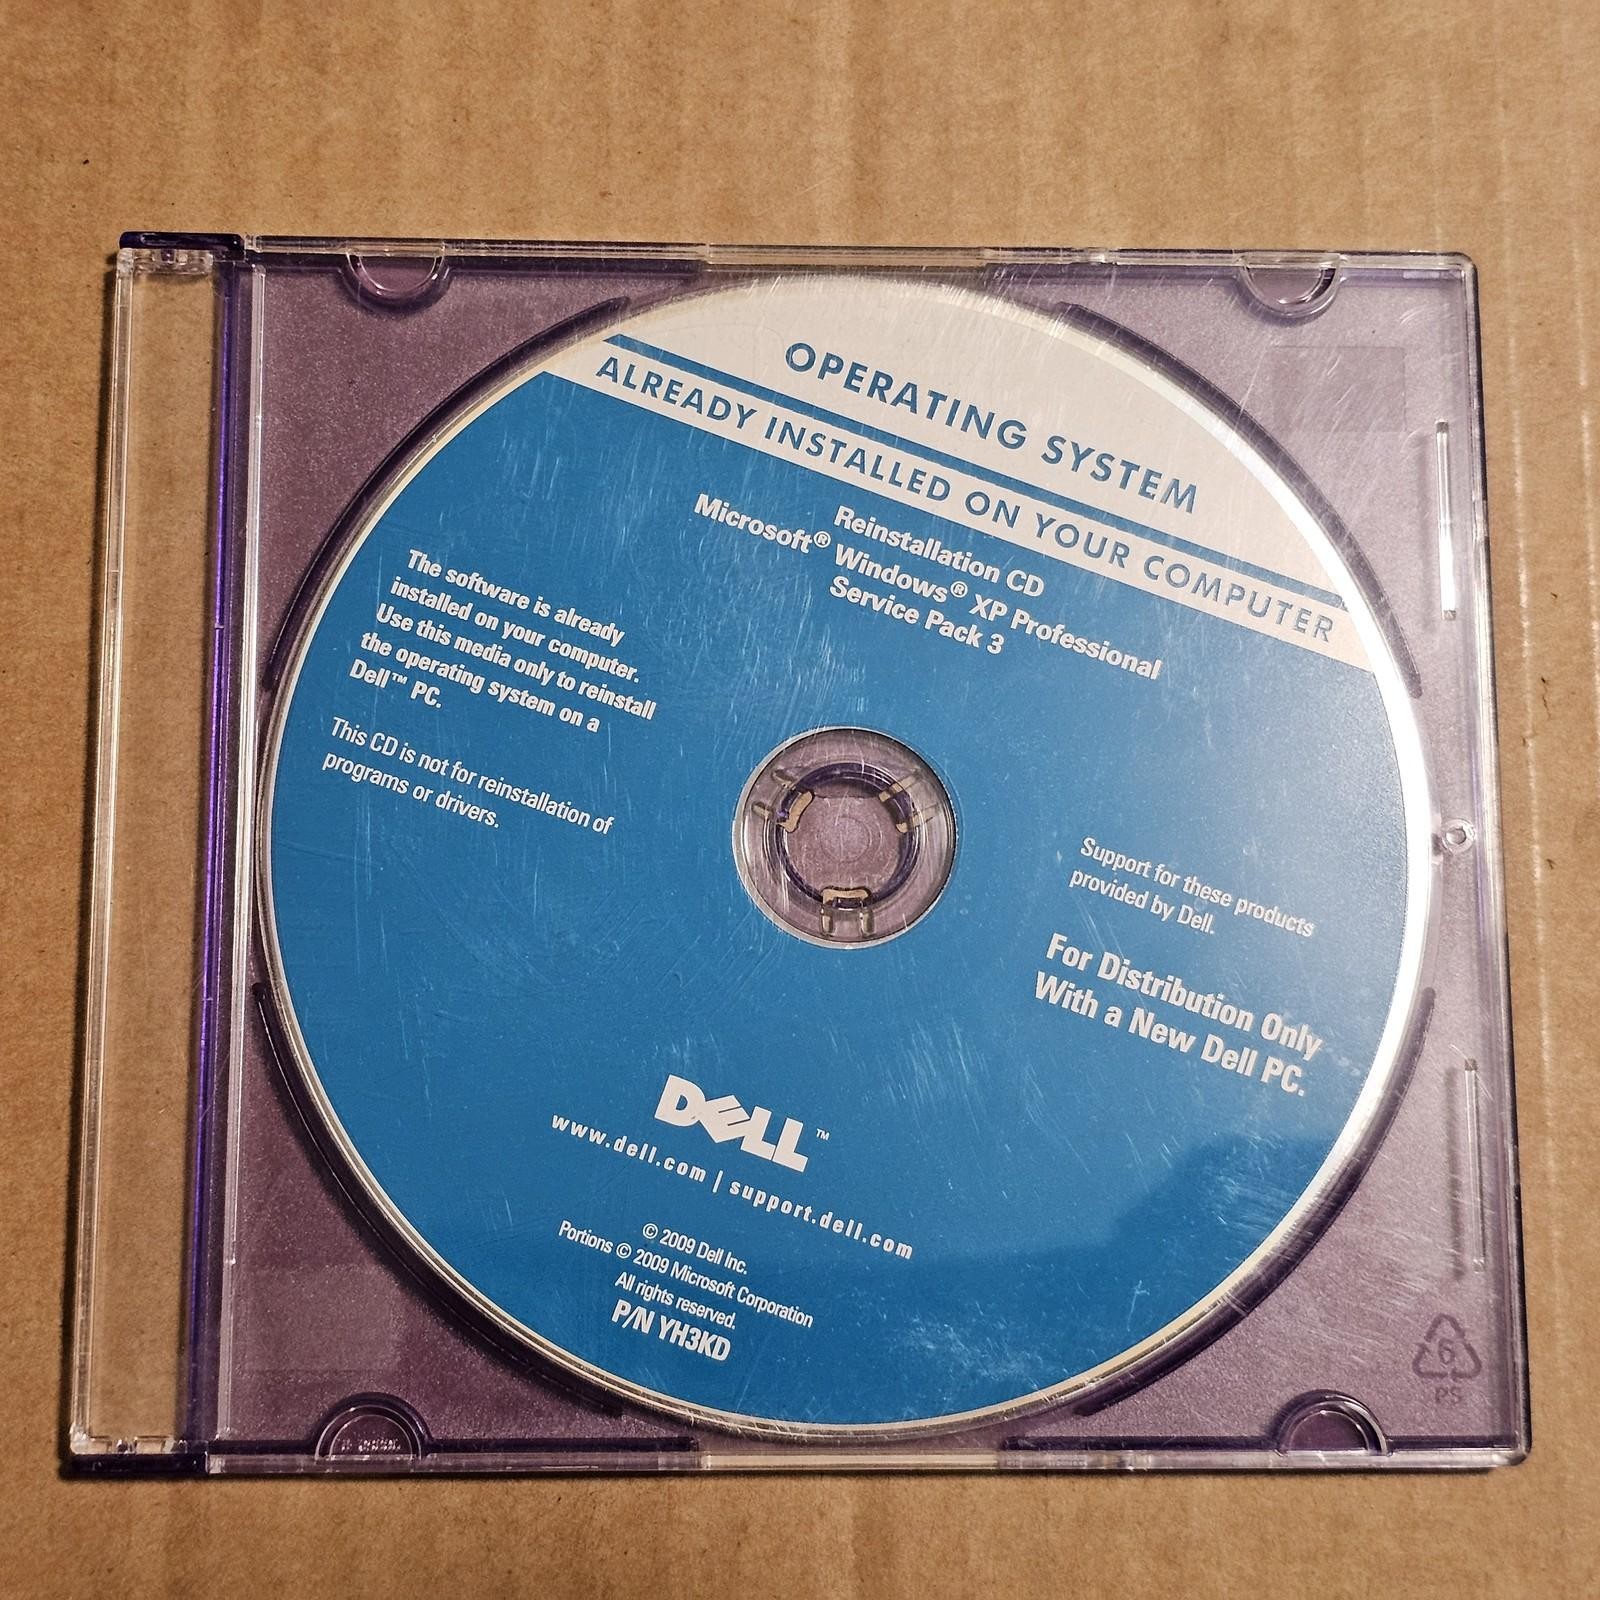 OPERATING SYSTEM
ALREADY INSTALLED ON YOUR COMPUTER
Reinstallation CD
Microsoft® Windows® XP Professional
Service Pack 3
The software is already
installed on your computer.
Use this media only to reinstall
the operating system on a
Dell™ PC.
This CD is not for reinstallation of
programs or drivers.
Support for these products
provided by Dell.
For Distribution Only
With a New Dell PC.
DELL™
www.dell.com | support.dell.com
© 2009 Dell Inc.
Portions © 2009 Microsoft Corporation
All rights reserved.
P/N YH3KD
6
PS